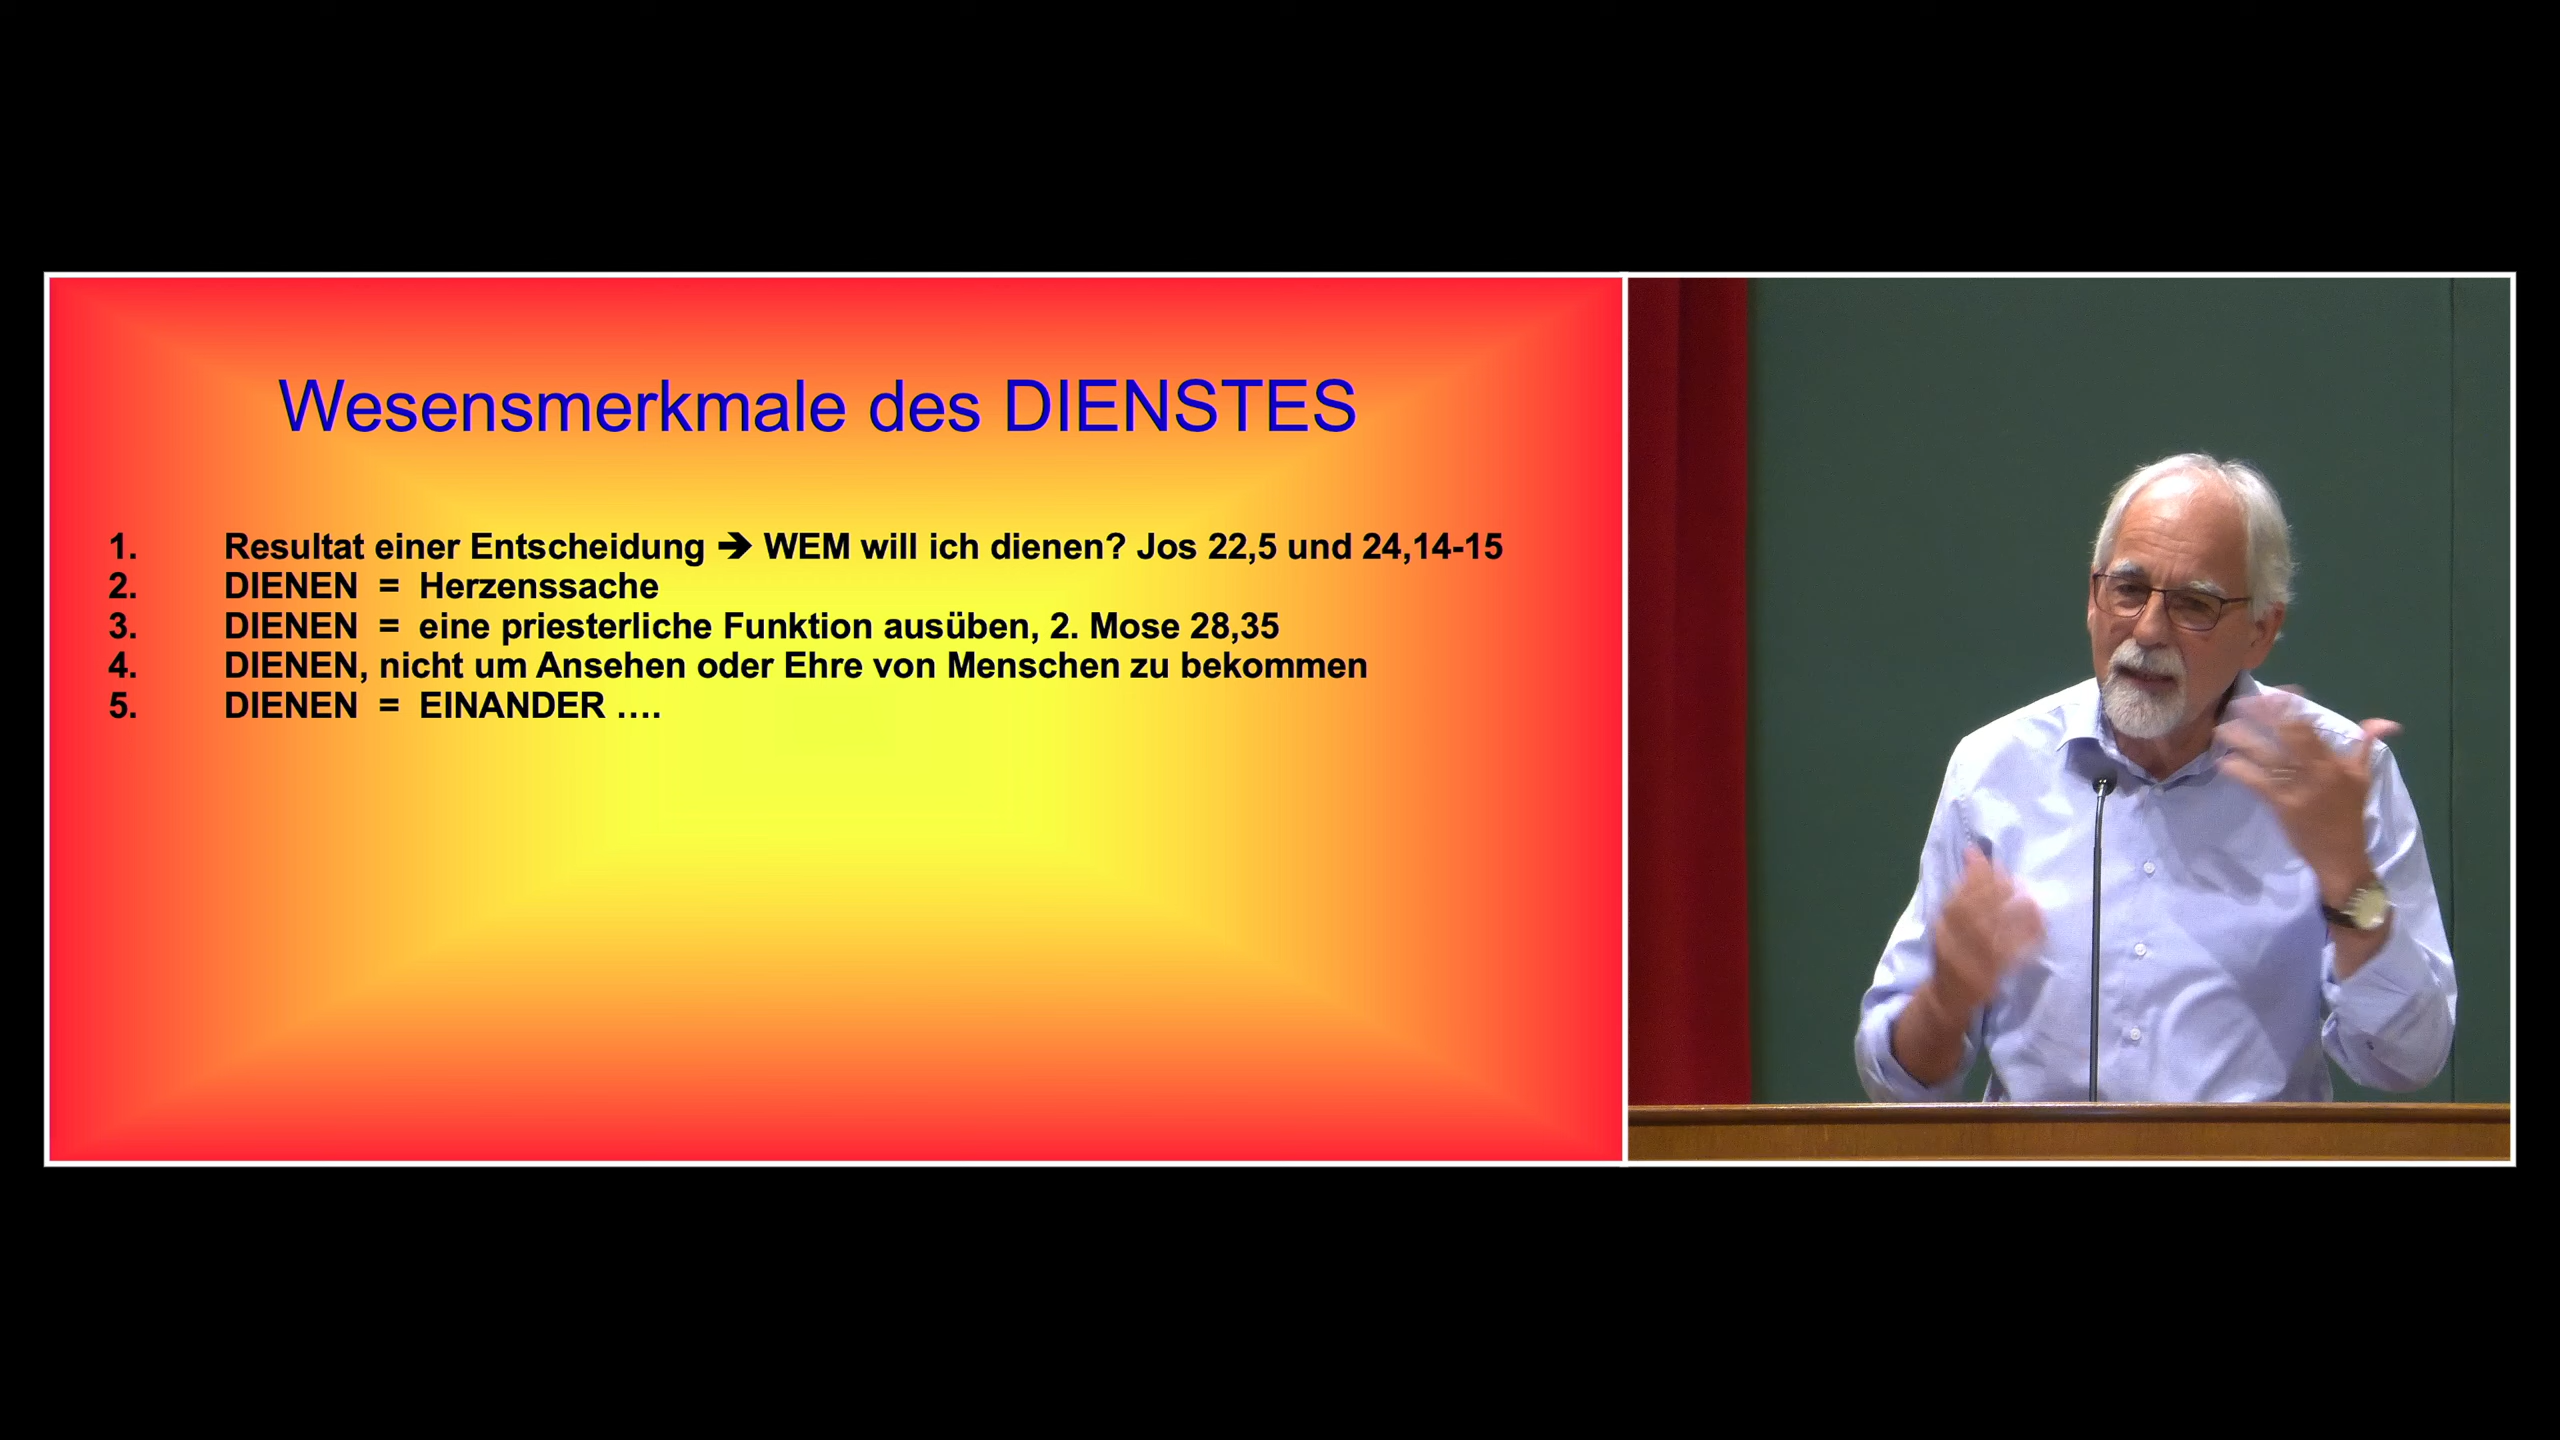 Wesensmerkmale des DIENSTES
1. Resultat einer Entscheidung ➔ WEM will ich dienen? Jos 22,5 und 24,14-15
2. DIENEN = Herzenssache
3. DIENEN = eine priesterliche Funktion ausüben, 2. Mose 28,35
4. DIENEN, nicht um Ansehen oder Ehre von Menschen zu bekommen
5. DIENEN = EINANDER ....